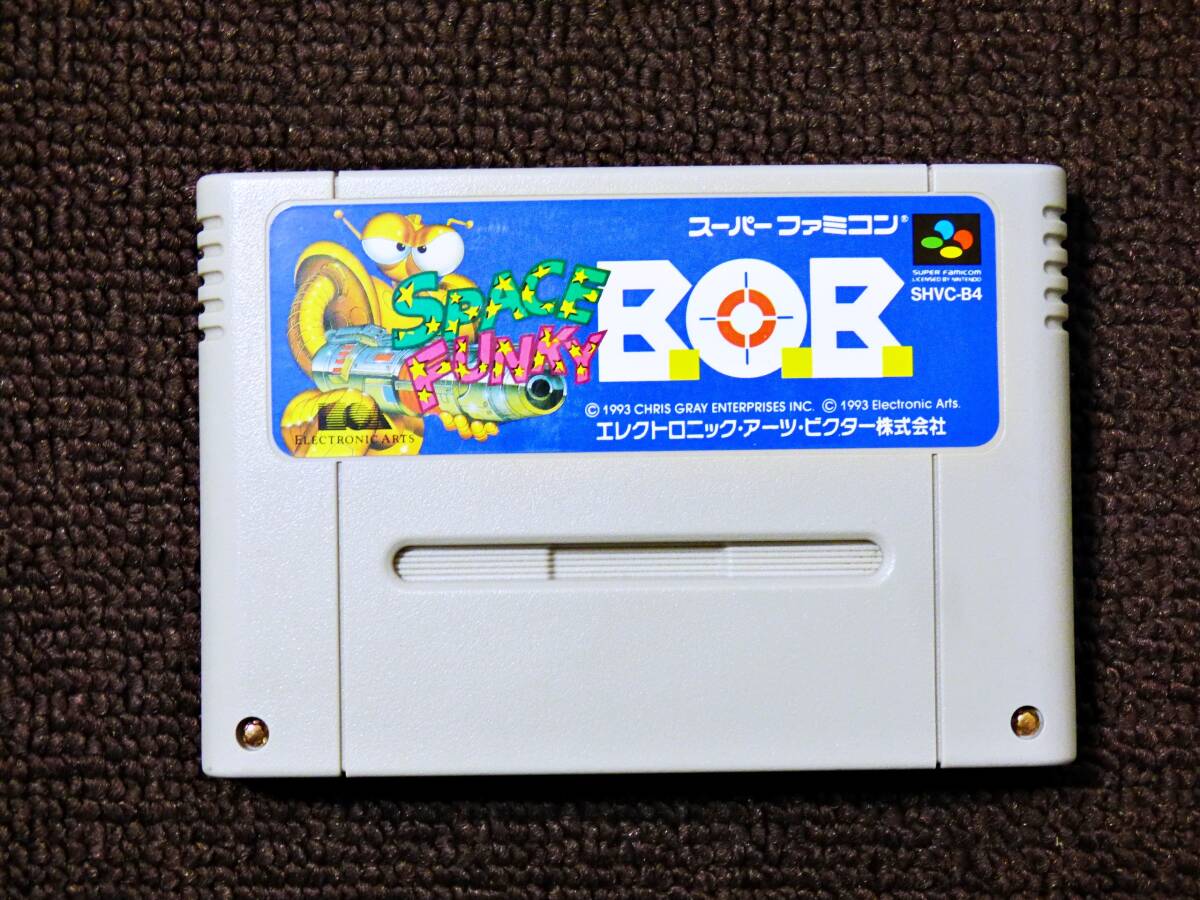 スーパーファミコン®
SPACE
FUNKY
B.O.B.
SUPER FAMICOM
LICENSED BY NINTENDO
SHVC-B4
© 1993 CHRIS GRAY ENTERPRISES INC. © 1993 Electronic Arts.
エレクトロニック・アーツ・ビクター株式会社
ELECTRONIC ARTS